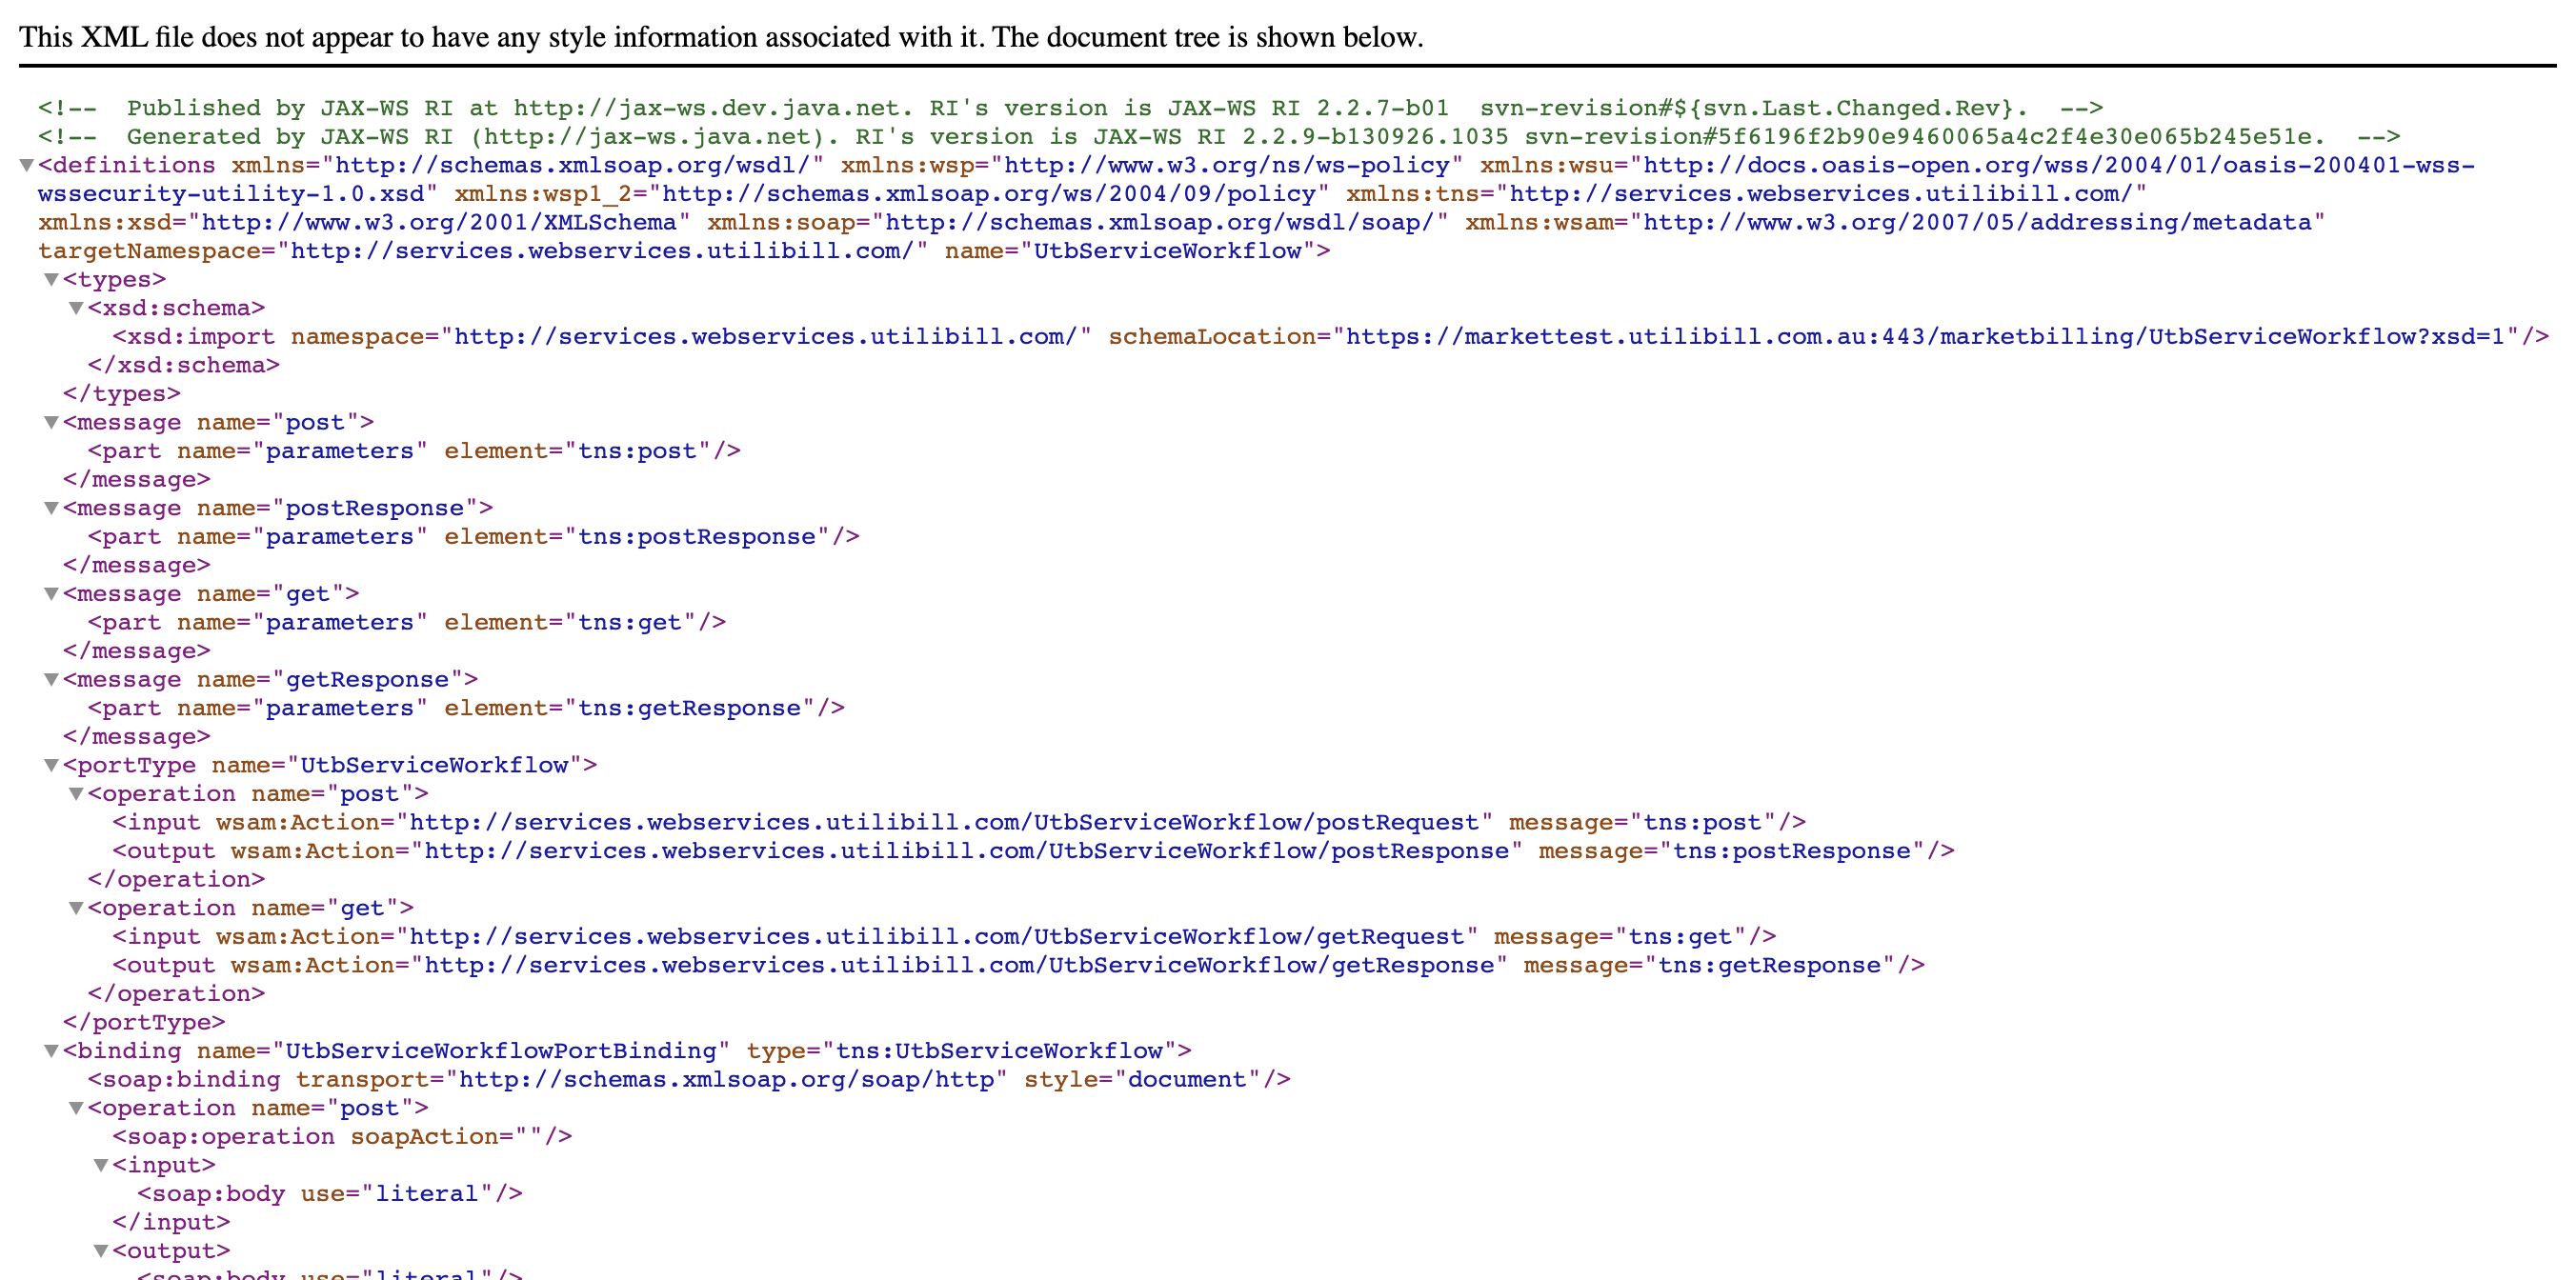 This XML file does not appear to have any style information associated with it. The document tree is shown below.
<!-- Published by JAX-WS RI at http://jax-ws.dev.java.net. RI's version is JAX-WS RI 2.2.7-b01 svn-revision#${svn.Last.Changed.Rev}. -->
<!-- Generated by JAX-WS RI (http://jax-ws.java.net). RI's version is JAX-WS RI 2.2.9-b130926.1035 svn-revision#5f6196f2b90e9460065a4c2f4e30e065b245e51e. -->
▼<definitions xmlns="http://schemas.xmlsoap.org/wsdl/" xmlns:wsp="http://www.w3.org/ns/ws-policy" xmlns:wsu="http://docs.oasis-open.org/wss/2004/01/oasis-200401-wss-
wssecurity-utility-1.0.xsd" xmlns:wsp1_2="http://schemas.xmlsoap.org/ws/2004/09/policy" xmlns:tns="http://services.webservices.utilibill.com/"
xmlns:xsd="http://www.w3.org/2001/XMLSchema" xmlns:soap="http://schemas.xmlsoap.org/wsdl/soap/" xmlns:wsam="http://www.w3.org/2007/05/addressing/metadata"
targetNamespace="http://services.webservices.utilibill.com/" name="UtbServiceWorkflow">
▼<types>
▼<xsd:schema>
<xsd:import namespace="http://services.webservices.utilibill.com/" schemaLocation="https://markettest.utilibill.com.au:443/marketbilling/UtbServiceWorkflow?xsd=1"/>
</xsd:schema>
</types>
▼<message name="post">
<part name="parameters" element="tns:post"/>
</message>
▼<message name="postResponse">
<part name="parameters" element="tns:postResponse"/>
</message>
▼<message name="get">
<part name="parameters" element="tns:get"/>
</message>
▼<message name="getResponse">
<part name="parameters" element="tns:getResponse"/>
</message>
▼<portType name="UtbServiceWorkflow">
▼<operation name="post">
<input wsam:Action="http://services.webservices.utilibill.com/UtbServiceWorkflow/postRequest" message="tns:post"/>
<output wsam:Action="http://services.webservices.utilibill.com/UtbServiceWorkflow/postResponse" message="tns:postResponse"/>
</operation>
▼<operation name="get">
<input wsam:Action="http://services.webservices.utilibill.com/UtbServiceWorkflow/getRequest" message="tns:get"/>
<output wsam:Action="http://services.webservices.utilibill.com/UtbServiceWorkflow/getResponse" message="tns:getResponse"/>
</operation>
</portType>
▼<binding name="UtbServiceWorkflowPortBinding" type="tns:UtbServiceWorkflow">
<soap:binding transport="http://schemas.xmlsoap.org/soap/http" style="document"/>
▼<operation name="post">
<soap:operation soapAction=""/>
▼<input>
<soap:body use="literal"/>
</input>
▼<output>
<soap:body use="literal"/>